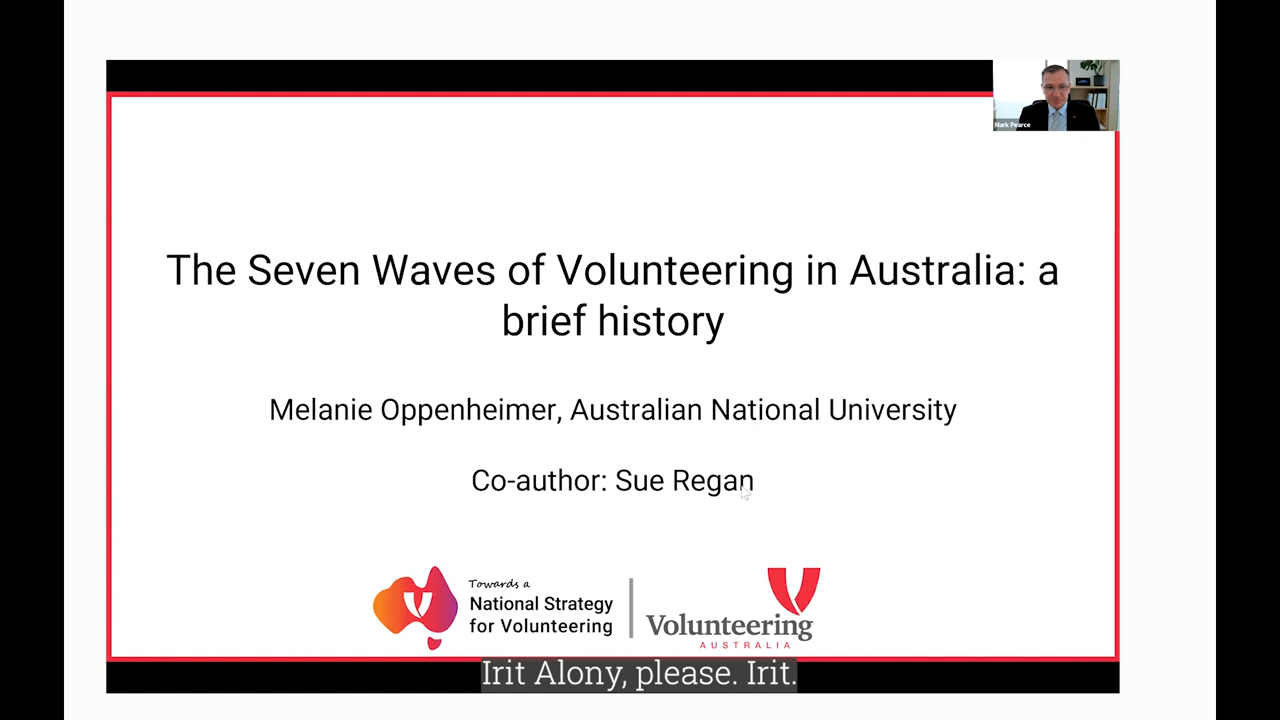 Mark Pearce
The Seven Waves of Volunteering in Australia: a
brief history
Melanie Oppenheimer, Australian National University
Co-author: Sue Regan
Towards a
National Strategy
for Volunteering
Volunteering
AUSTRALIA
Irit Alony, please. Irit.